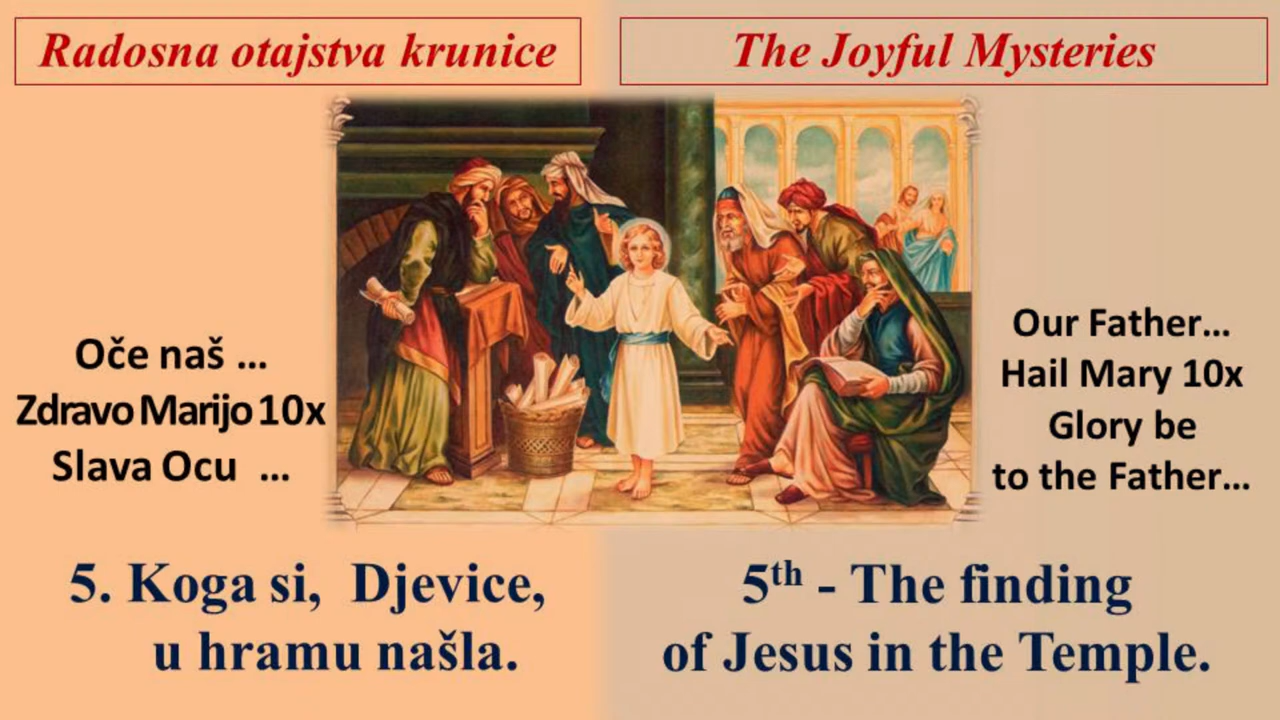 Radosna otajstva krunice
Oče naš ...
Zdravo Marijo 10x
Slava Ocu ...
5. Koga si, Djevice,
u hramu našla.
The Joyful Mysteries
Our Father...
Hail Mary 10x
Glory be
to the Father...
5th - The finding
of Jesus in the Temple.